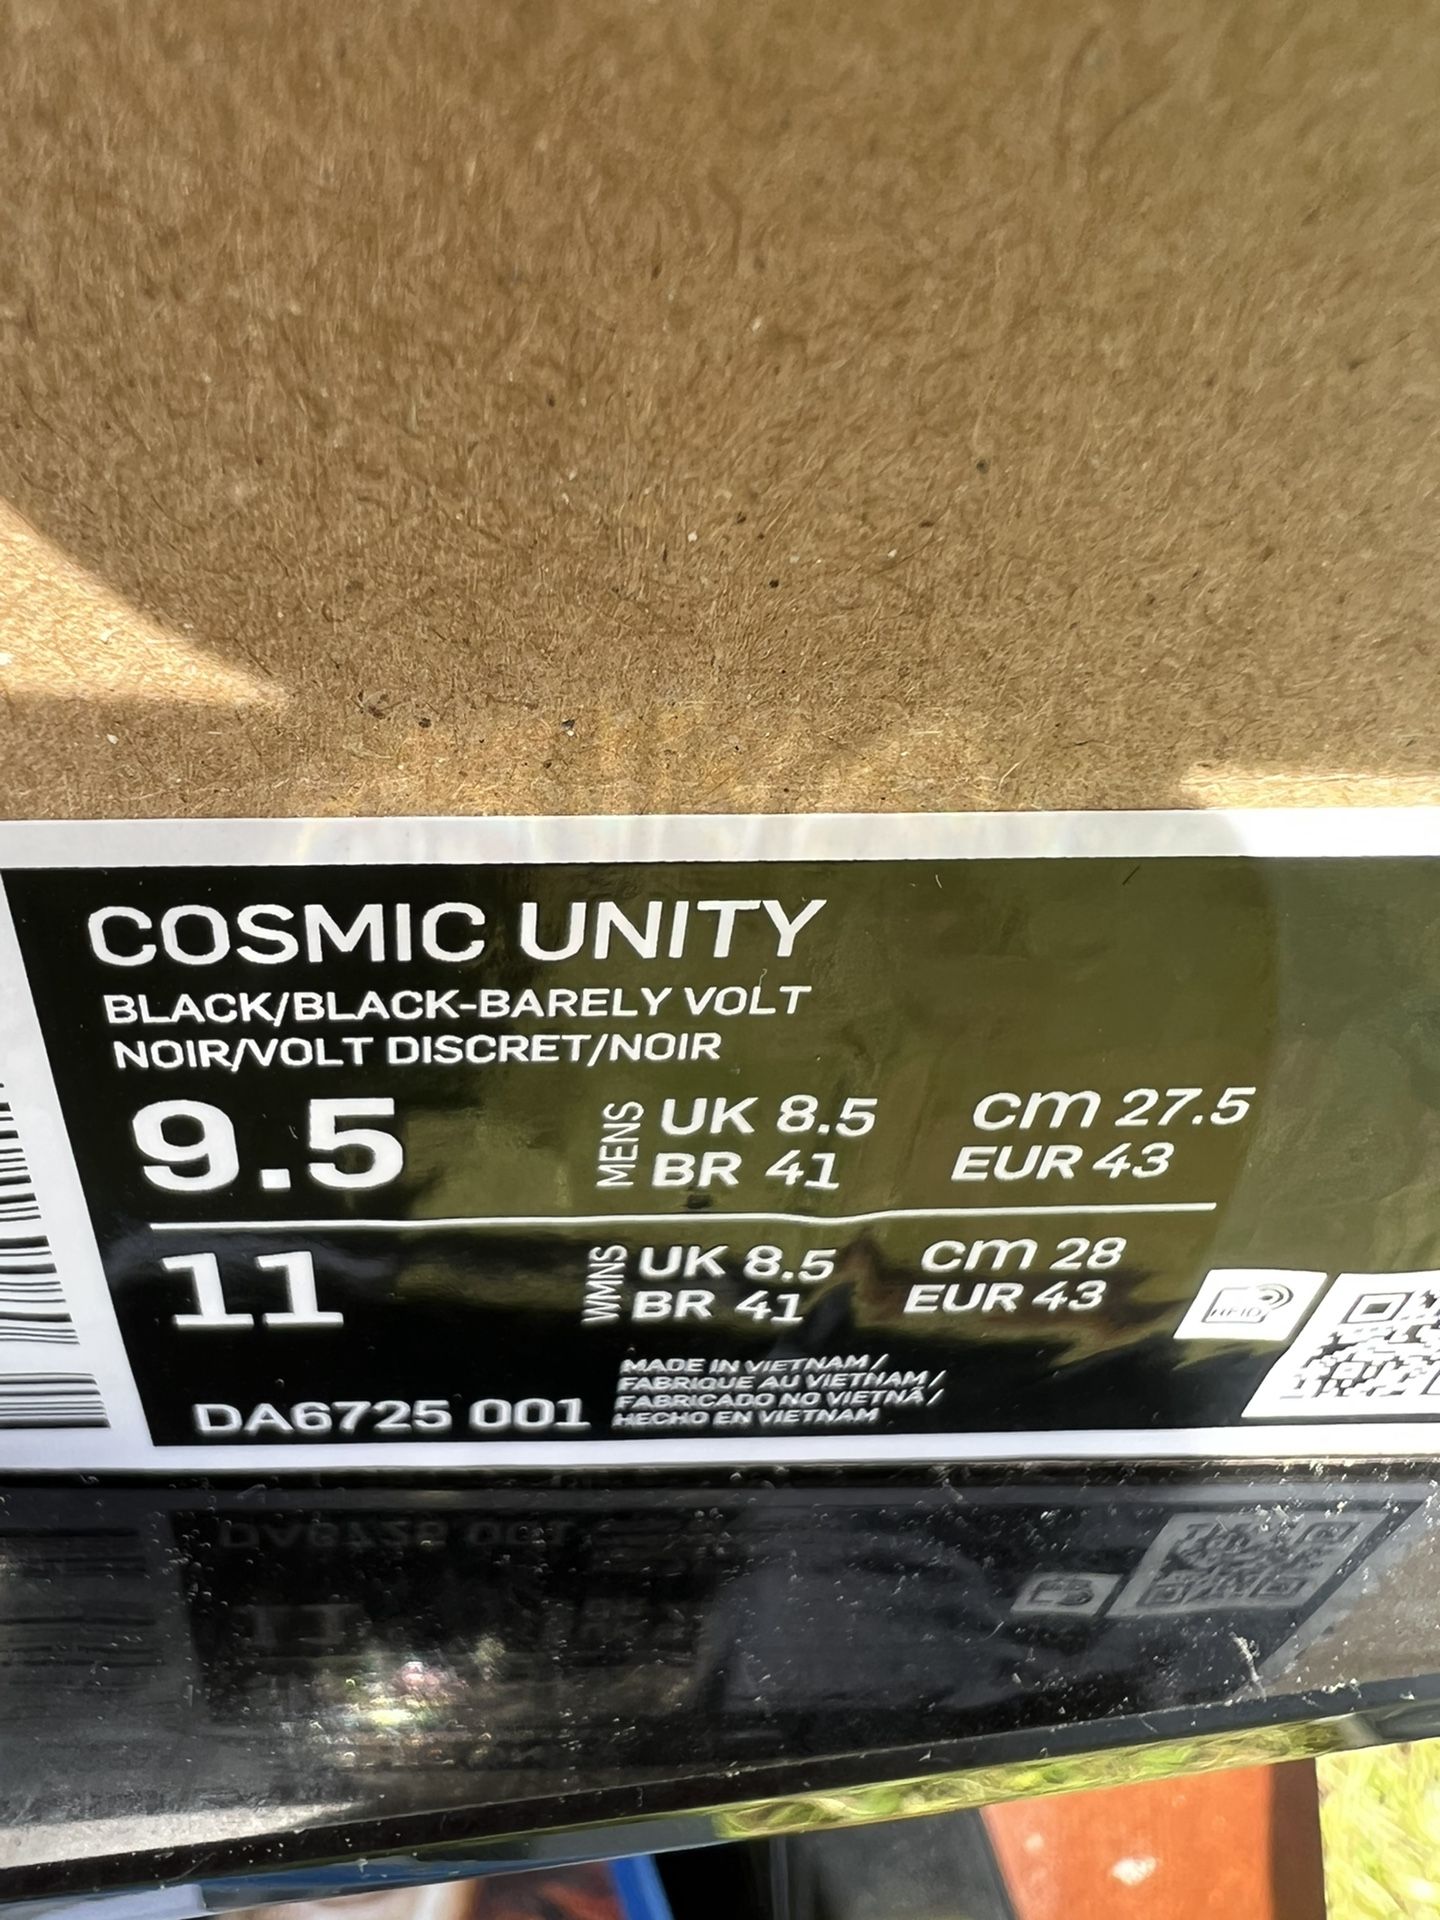 COSMIC UNITY
BLACK/BLACK-BARELY VOLT
NOIR/VOLT DISCRET/NOIR
9.5 MENS UK 8.5 cm 27.5
BR 41 EUR 43
11 WMNS UK 8.5 cm 28
BR 41 EUR 43
RFID
MADE IN VIETNAM/
FABRIQUE AU VIETNAM/
FABRICADO NO VIETNÃ/
HECHO EN VIETNAM
DA6725 001